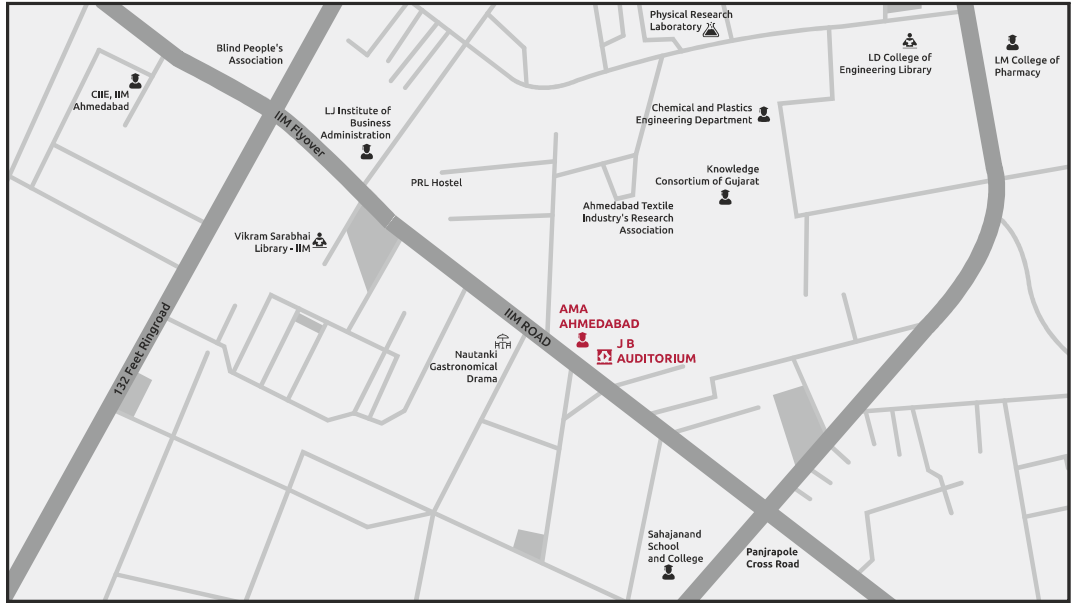 Physical Research
Laboratory
Blind People's
Association
LD College of
Engineering Library
LM College of
Pharmacy
CIIE, IIM
Ahmedabad
LJ Institute of
Business
Administration
IIM Flyover
Chemical and Plastics
Engineering Department
PRL Hostel
Knowledge
Consortium of Gujarat
Ahmedabad Textile
Industry's Research
Association
Vikram Sarabhai
Library - IIM
132 Feet Ringroad
IIM ROAD
AMA
AHMEDABAD
J B
AUDITORIUM
Nautanki
Gastronomical
Drama
Sahajanand
School
and College
Panjrapole
Cross Road